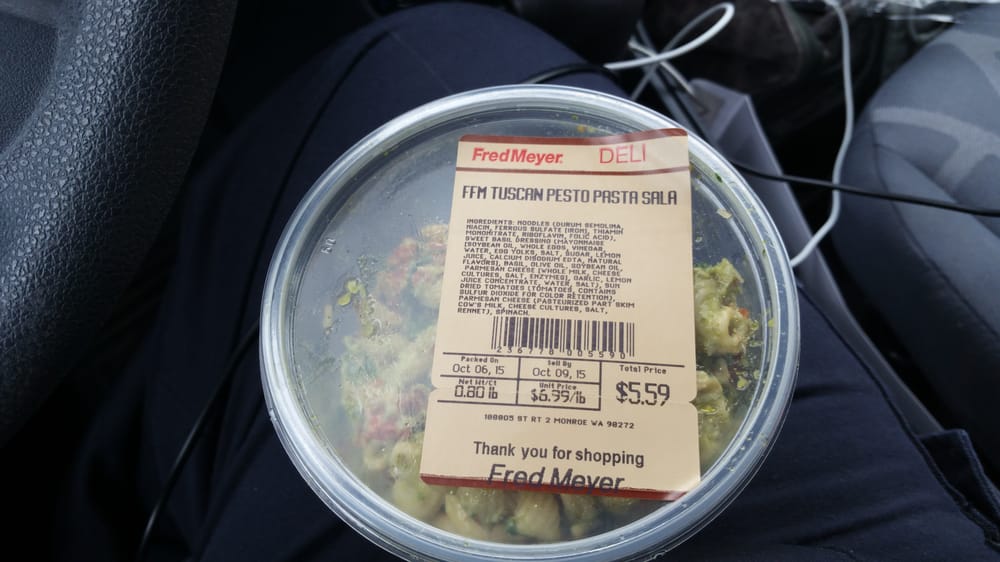 FredMeyer. DELI
FFM TUSCAN PESTO PASTA SALA
INGREDIENTS: NOODLES (DURUM SEMOLINA,
NIACIN, FERROUS SULFATE (IRON), THIAMIN
MONONITRATE, RIBOFLAVIN, FOLIC ACID),
SWEET BASIL DRESSING (MAYONNAISE
(SOYBEAN OIL, WHOLE EGGS, VINEGAR,
WATER, EGG YOLKS, SALT, SUGAR, LEMON
JUICE, CALCIUM DISODIUM EDTA, NATURAL
FLAVORS), BASIL, OLIVE OIL, SOYBEAN OIL,
PARMESAN CHEESE (WHOLE MILK, CHEESE
CULTURES, SALT, ENZYMES), GARLIC, LEMON
JUICE CONCENTRATE, WATER, SALT), SUN
DRIED TOMATOES (TOMATOES, CONTAINS
SULFUR DIOXIDE FOR COLOR RETENTION),
PARMESAN CHEESE (PASTEURIZED PART SKIM
COW'S MILK, CHEESE CULTURES, SALT,
RENNET), SPINACH.
2 36778 005590
Packed On Sell By Total Price
Oct 06, 15 Oct 09, 15
Net Wt/Ct Unit Price $5.59
0.80 lb $6.99/lb
188805 ST RT 2 MONROE WA 98272
Thank you for shopping
Fred Meyer